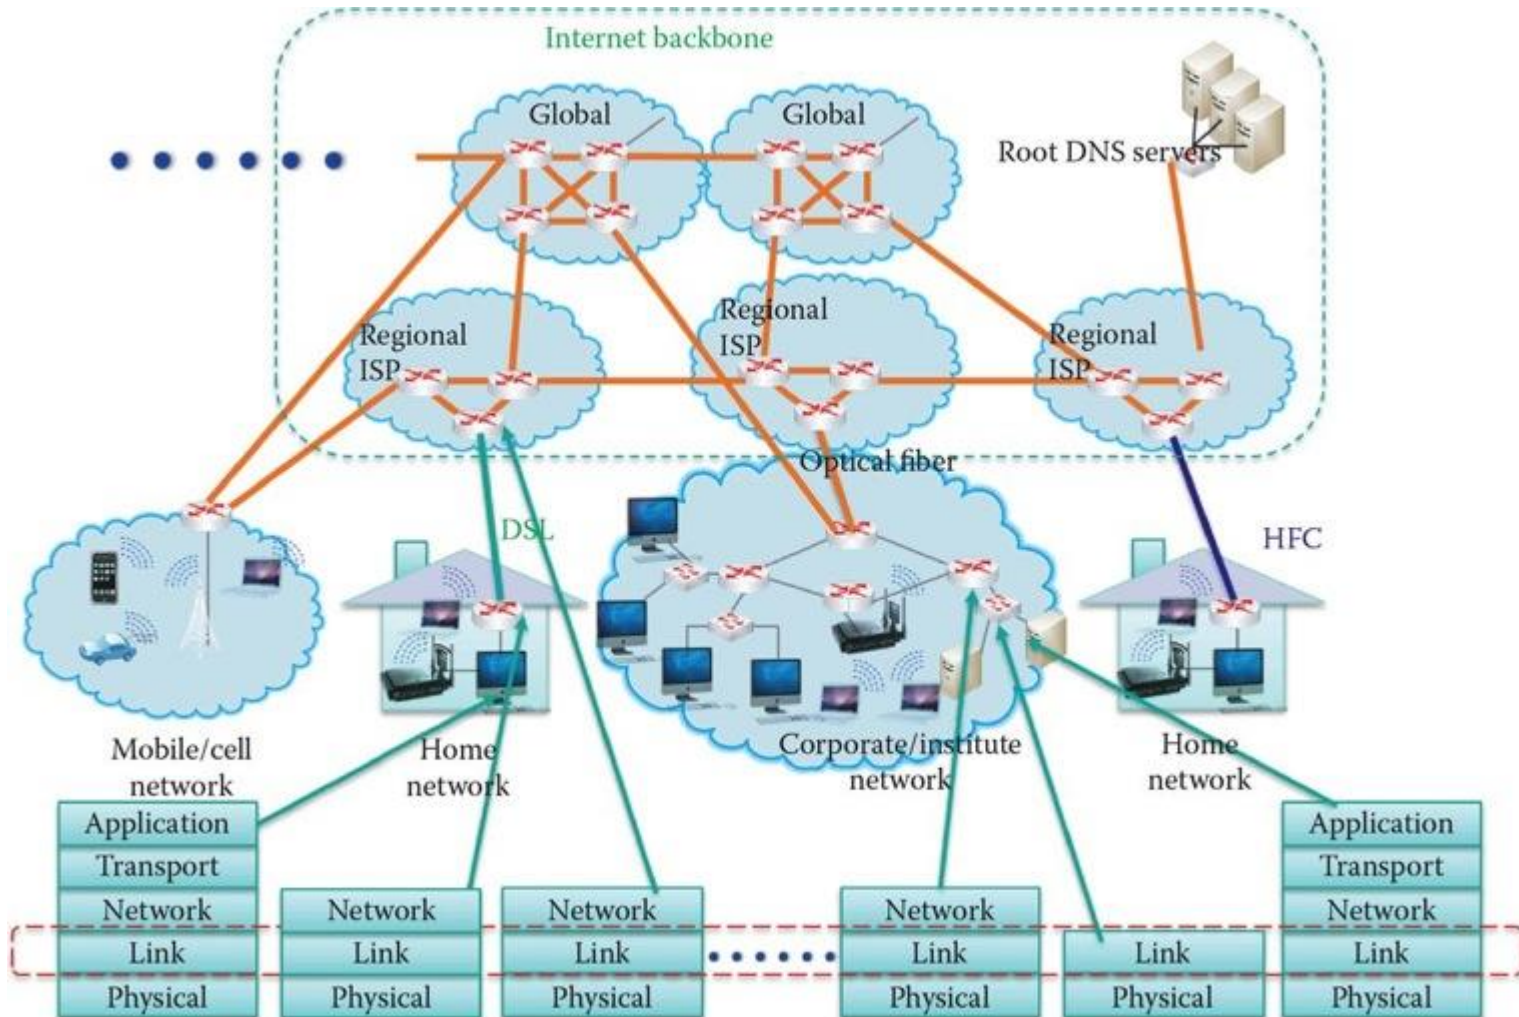 Internet backbone
Global
Global
Root DNS servers
Regional
ISP
Regional
ISP
Regional
ISP
Optical fiber
DSL
HFC
Mobile/cell
network
Home
network
Corporate/institute
network
Home
network
Application
Transport
Network
Link
Physical
Network
Link
Physical
Network
Link
Physical
Network
Link
Physical
Link
Physical
Application
Transport
Network
Link
Physical